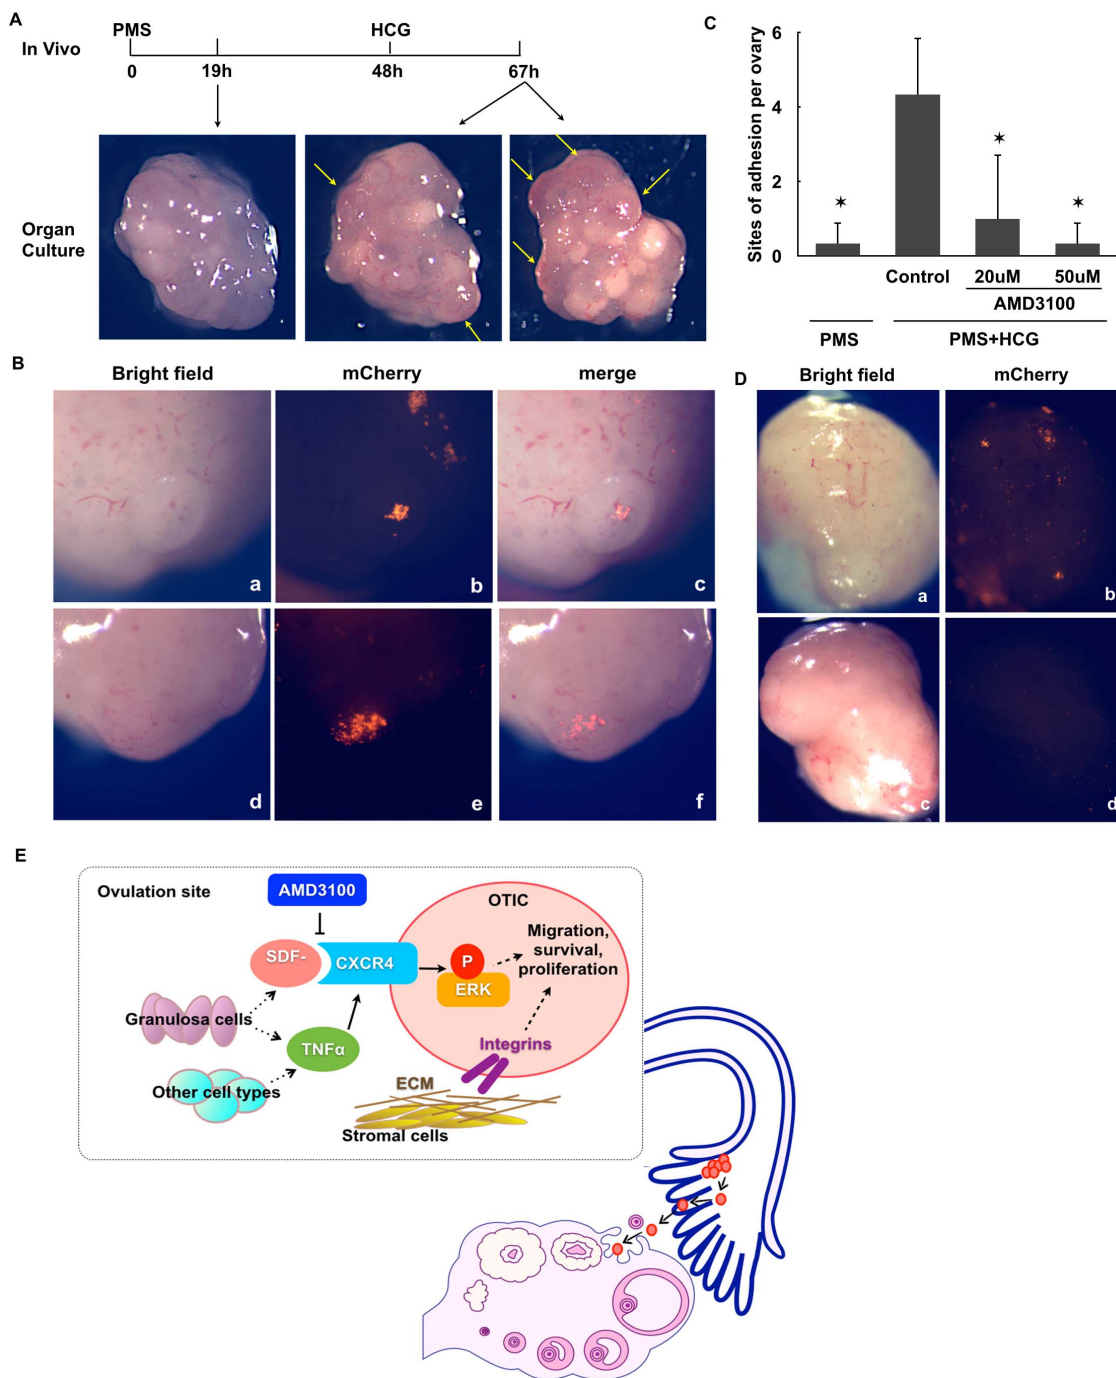 A
PMS
HCG
In Vivo
0
19h
48h
67h
Organ
Culture
C
Sites of adhesion per ovary
6
4
2
0
Control
20uM
50uM
AMD3100
PMS
PMS+HCG
B
Bright field
mCherry
merge
a
b
c
d
e
f
D
Bright field
mCherry
a
b
c
d
E
Ovulation site
AMD3100
OTIC
SDF-
CXCR4
P
ERK
Migration,
survival,
proliferation
Granulosa cells
TNFα
Integrins
Other cell types
ECM
Stromal cells